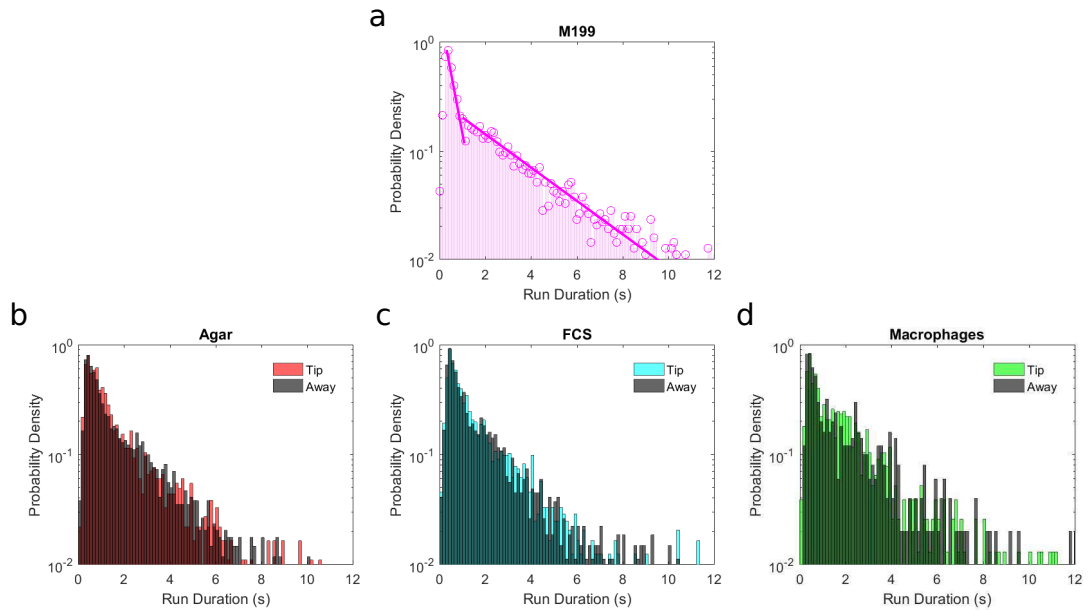 a
M199
10^0
10^-1
10^-2
Probability Density
0 2 4 6 8 10 12
Run Duration (s)
b
Agar
10^0
10^-1
10^-2
Probability Density
Tip
Away
0 2 4 6 8 10 12
Run Duration (s)
c
FCS
10^0
10^-1
10^-2
Probability Density
Tip
Away
0 2 4 6 8 10 12
Run Duration (s)
d
Macrophages
10^0
10^-1
10^-2
Probability Density
Tip
Away
0 2 4 6 8 10 12
Run Duration (s)